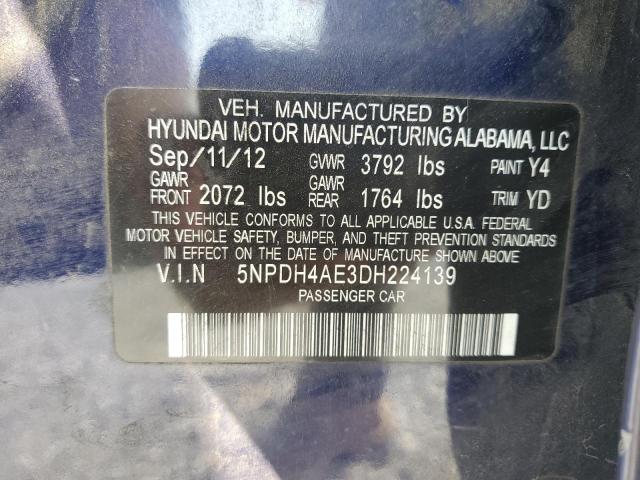 VEH. MANUFACTURED BY
HYUNDAI MOTOR MANUFACTURING ALABAMA, LLC
Sep/11/12 GVWR 3792 lbs PAINT Y4
GAWR FRONT 2072 lbs GAWR REAR 1764 lbs TRIM YD
THIS VEHICLE CONFORMS TO ALL APPLICABLE U.S.A. FEDERAL
MOTOR VEHICLE SAFETY, BUMPER, AND THEFT PREVENTION STANDARDS
IN EFFECT ON THE DATE OF MANUFACTURE SHOWN ABOVE.
V.I.N 5NPDH4AE3DH224139
PASSENGER CAR